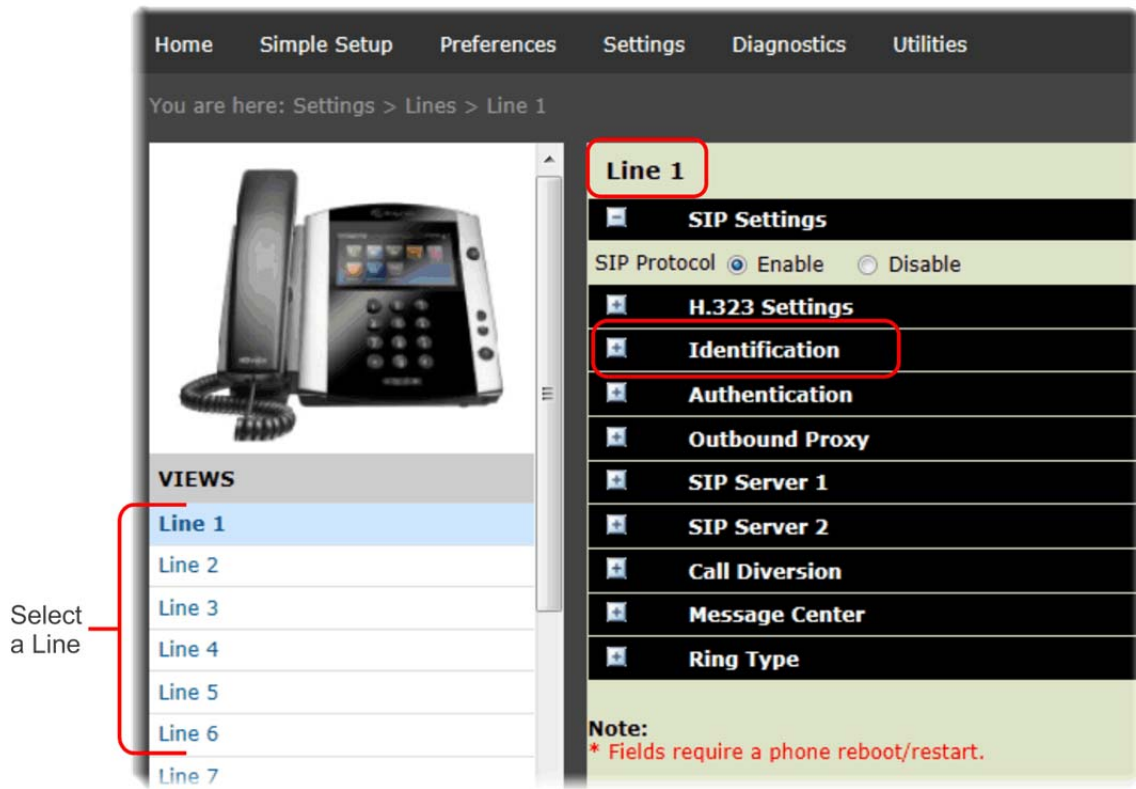 Home Simple Setup Preferences Settings Diagnostics Utilities
You are here: Settings > Lines > Line 1
Line 1
SIP Settings
SIP Protocol Enable Disable
H.323 Settings
Identification
Authentication
Outbound Proxy
SIP Server 1
SIP Server 2
Call Diversion
Message Center
Ring Type
Note:
* Fields require a phone reboot/restart.
VIEWS
Line 1
Line 2
Line 3
Line 4
Line 5
Line 6
Line 7
Select
a Line